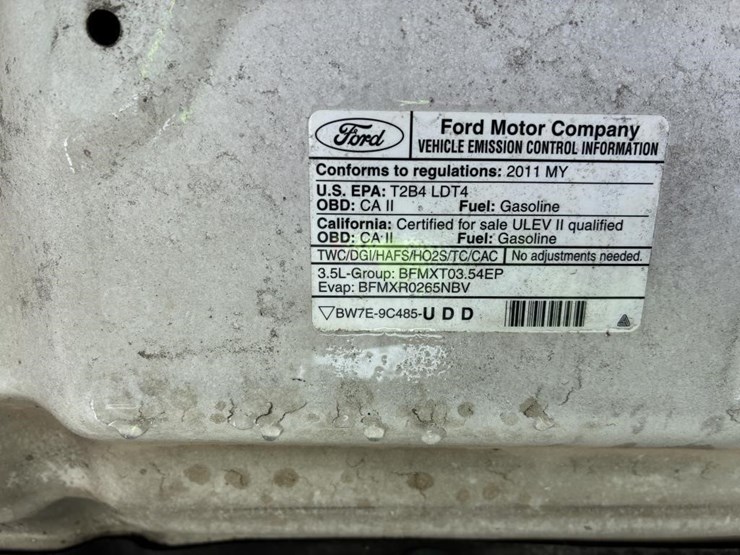 Ford
Ford Motor Company
VEHICLE EMISSION CONTROL INFORMATION
Conforms to regulations: 2011 MY
U.S. EPA: T2B4 LDT4
OBD: CA II Fuel: Gasoline
California: Certified for sale ULEV II qualified
OBD: CA II Fuel: Gasoline
TWC/DGI/HAFS/HO2S/TC/CAC No adjustments needed.
3.5L-Group: BFMXT03.54EP
Evap: BFMXR0265NBV
BW7E-9C485-UDD